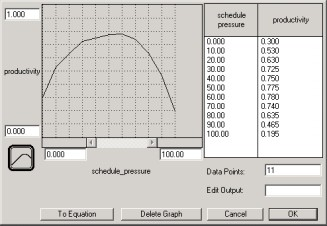 1.000
productivity
0.000
0.000 100.00
schedule_pressure
schedule pressure productivity
0.000 0.300
10.00 0.530
20.00 0.630
30.00 0.725
40.00 0.750
50.00 0.775
60.00 0.780
70.00 0.740
80.00 0.635
90.00 0.465
100.00 0.195
Data Points: 11
Edit Output:
To Equation Delete Graph Cancel OK